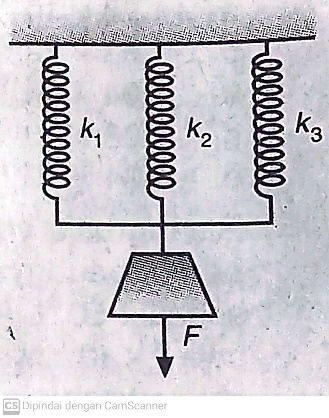 k1 k2 k3
F
CS Dipindai dengan CamScanner